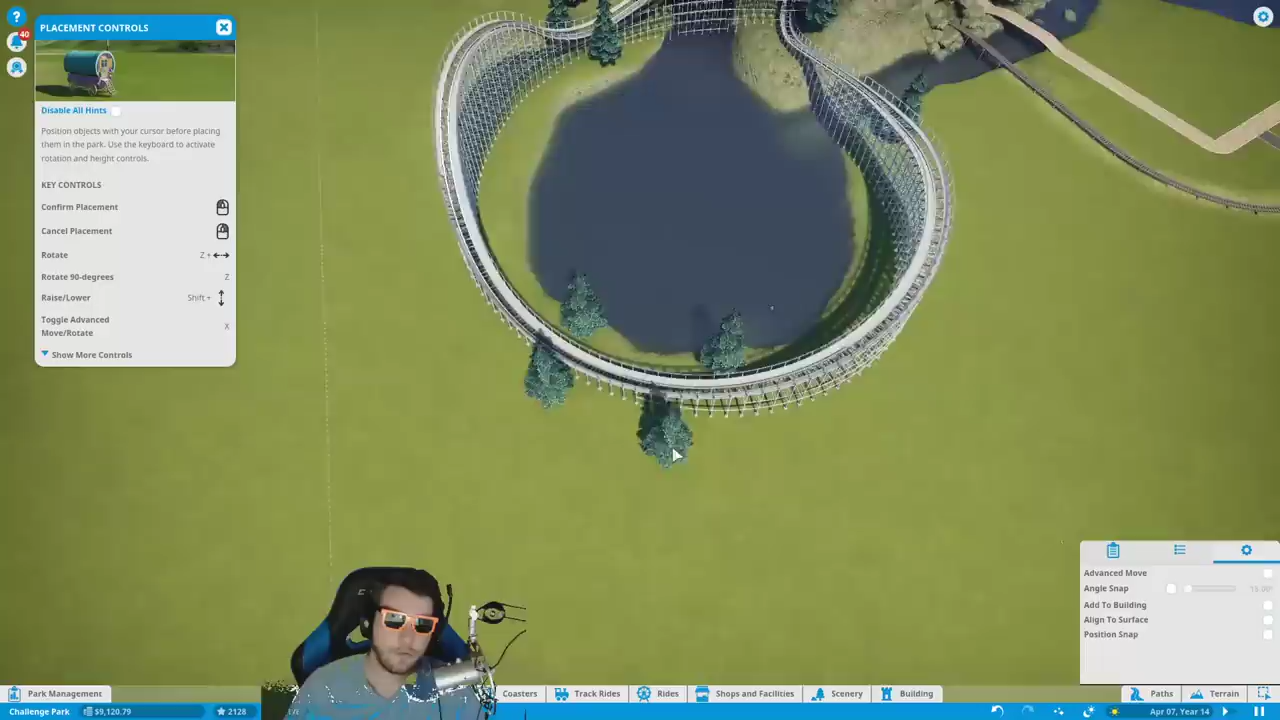 ?
40
PLACEMENT CONTROLS
Disable All Hints
Position objects with your cursor before placing
them in the park. Use the keyboard to activate
rotation and height controls.
KEY CONTROLS
Confirm Placement
Cancel Placement
Rotate Z +
Rotate 90-degrees Z
Raise/Lower Shift +
Toggle Advanced
Move/Rotate X
Show More Controls
Advanced Move
Angle Snap 15.00°
Add To Building
Align To Surface
Position Snap
Park Management
Coasters
Track Rides
Rides
Shops and Facilities
Scenery
Building
Paths
Terrain
Challenge Park
$9,120.79
2128
Apr 07, Year 14